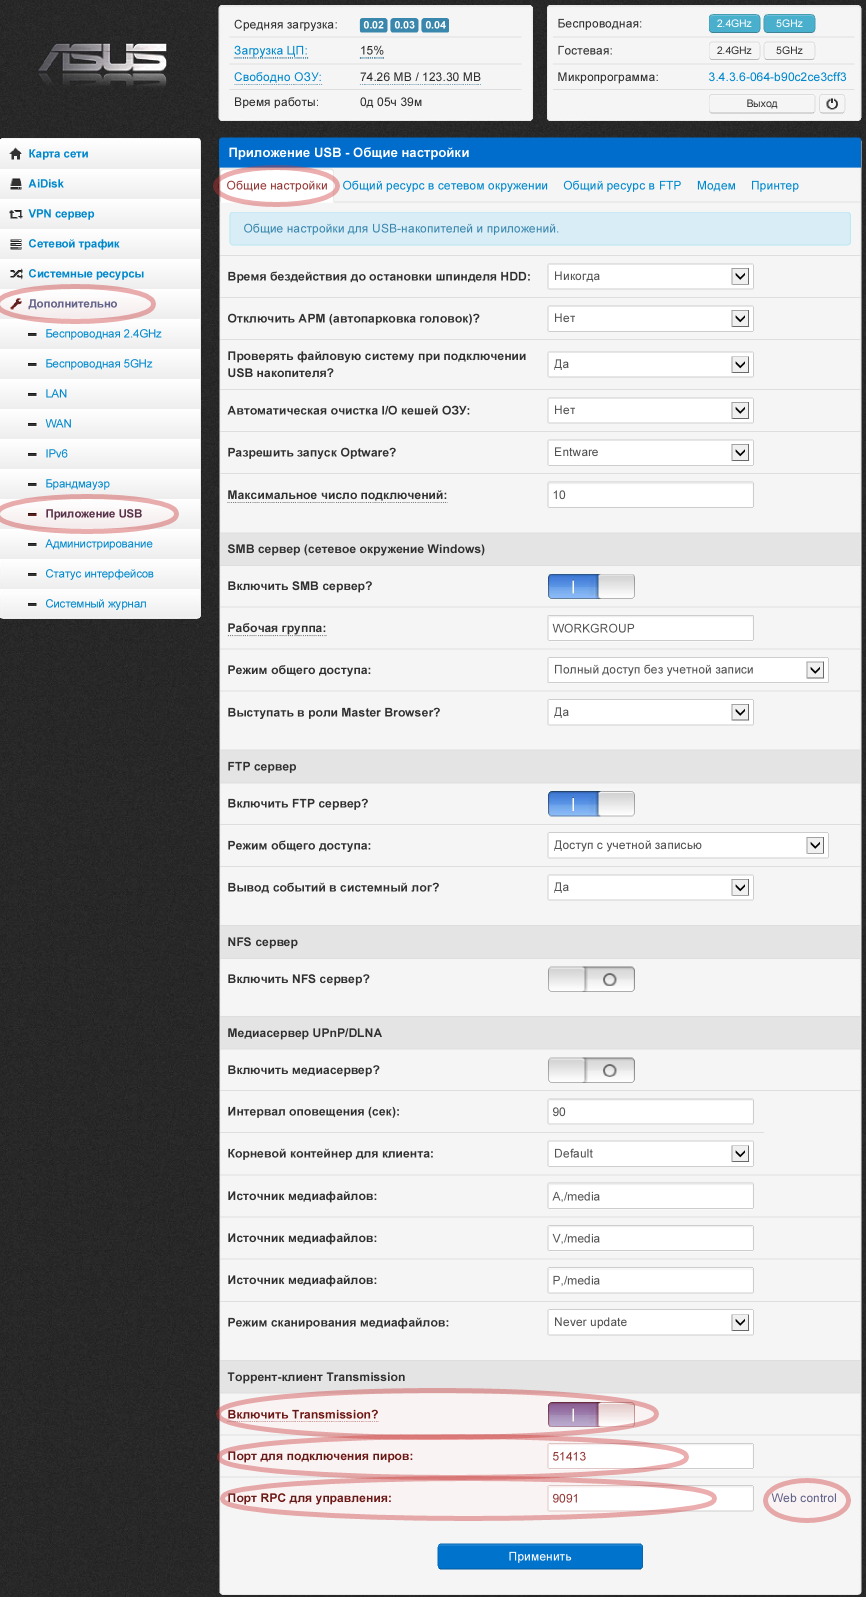 ASUS
Средняя загрузка: 0.02 0.03 0.04
Загрузка ЦП: 15%
Свободно ОЗУ: 74.26 MB / 123.30 MB
Время работы: 0д 05ч 39м
Беспроводная: 2.4GHz 5GHz
Гостевая: 2.4GHz 5GHz
Микропрограмма: 3.4.3.6-064-b90c2ce3cff3
Выход
Карта сети
AiDisk
VPN сервер
Сетевой трафик
Системные ресурсы
Дополнительно
Беспроводная 2.4GHz
Беспроводная 5GHz
LAN
WAN
IPv6
Брандмауэр
Приложение USB
Администрирование
Статус интерфейсов
Системный журнал
Приложение USB - Общие настройки
Общие настройки Общий ресурс в сетевом окружении Общий ресурс в FTP Модем Принтер
Общие настройки для USB-накопителей и приложений.
Время бездействия до остановки шпинделя HDD: Никогда
Отключить APM (автопарковка головок)? Нет
Проверять файловую систему при подключении
USB накопителя? Да
Автоматическая очистка I/O кешей ОЗУ: Нет
Разрешить запуск Optware? Entware
Максимальное число подключений: 10
SMB сервер (сетевое окружение Windows)
Включить SMB сервер?
Рабочая группа: WORKGROUP
Режим общего доступа: Полный доступ без учетной записи
Выступать в роли Master Browser? Да
FTP сервер
Включить FTP сервер?
Режим общего доступа: Доступ с учетной записью
Вывод событий в системный лог? Да
NFS сервер
Включить NFS сервер?
Медиасервер UPnP/DLNA
Включить медиасервер?
Интервал оповещения (сек): 90
Корневой контейнер для клиента: Default
Источник медиафайлов: A,/media
Источник медиафайлов: V,/media
Источник медиафайлов: P,/media
Режим сканирования медиафайлов: Never update
Торрент-клиент Transmission
Включить Transmission?
Порт для подключения пиров: 51413
Порт RPC для управления: 9091 Web control
Применить